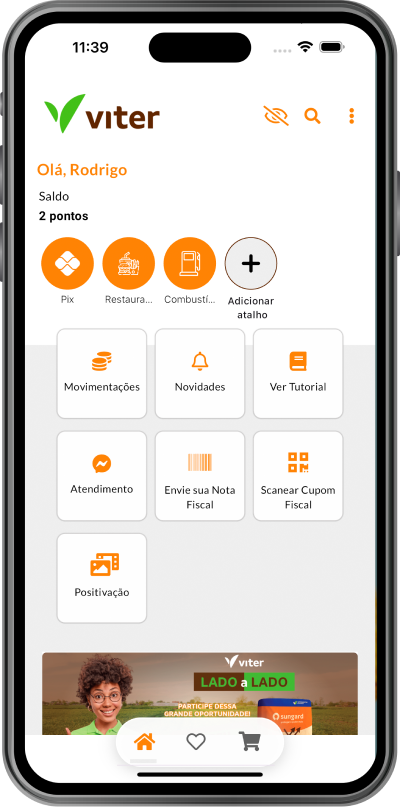 11:39
viter
Olá, Rodrigo
Saldo
2 pontos
Pix
Restaura...
Combustí...
Adicionar
atalho
Movimentações
Novidades
Ver Tutorial
Atendimento
Envie sua Nota
Fiscal
Scanear Cupom
Fiscal
Positivação
viter
LADO a LADO
PARTICIPE DESSA
GRANDE OPORTUNIDADE!
sungard